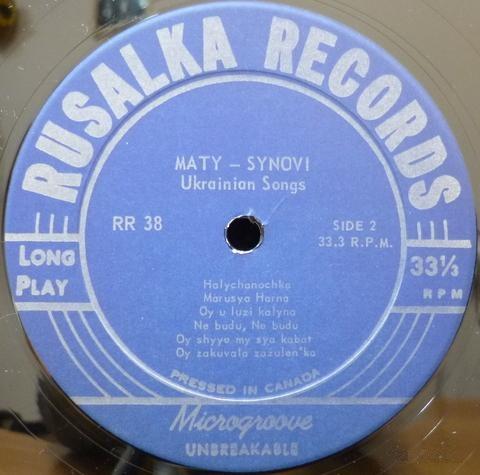 RUSALKA RECORDS
MATY – SYNOVI
Ukrainian Songs
RR 38
SIDE 2
33.3 R.P.M.
LONG PLAY
33⅓ RPM
Halychanochka
Marusya Harna
Oy u luzi kalyna
Ne budu, Ne budu
Oy shyyo my sya kabat
Oy zakuvala zazulen"ka
PRESSED IN CANADA
Microgroove
UNBREAKABLE